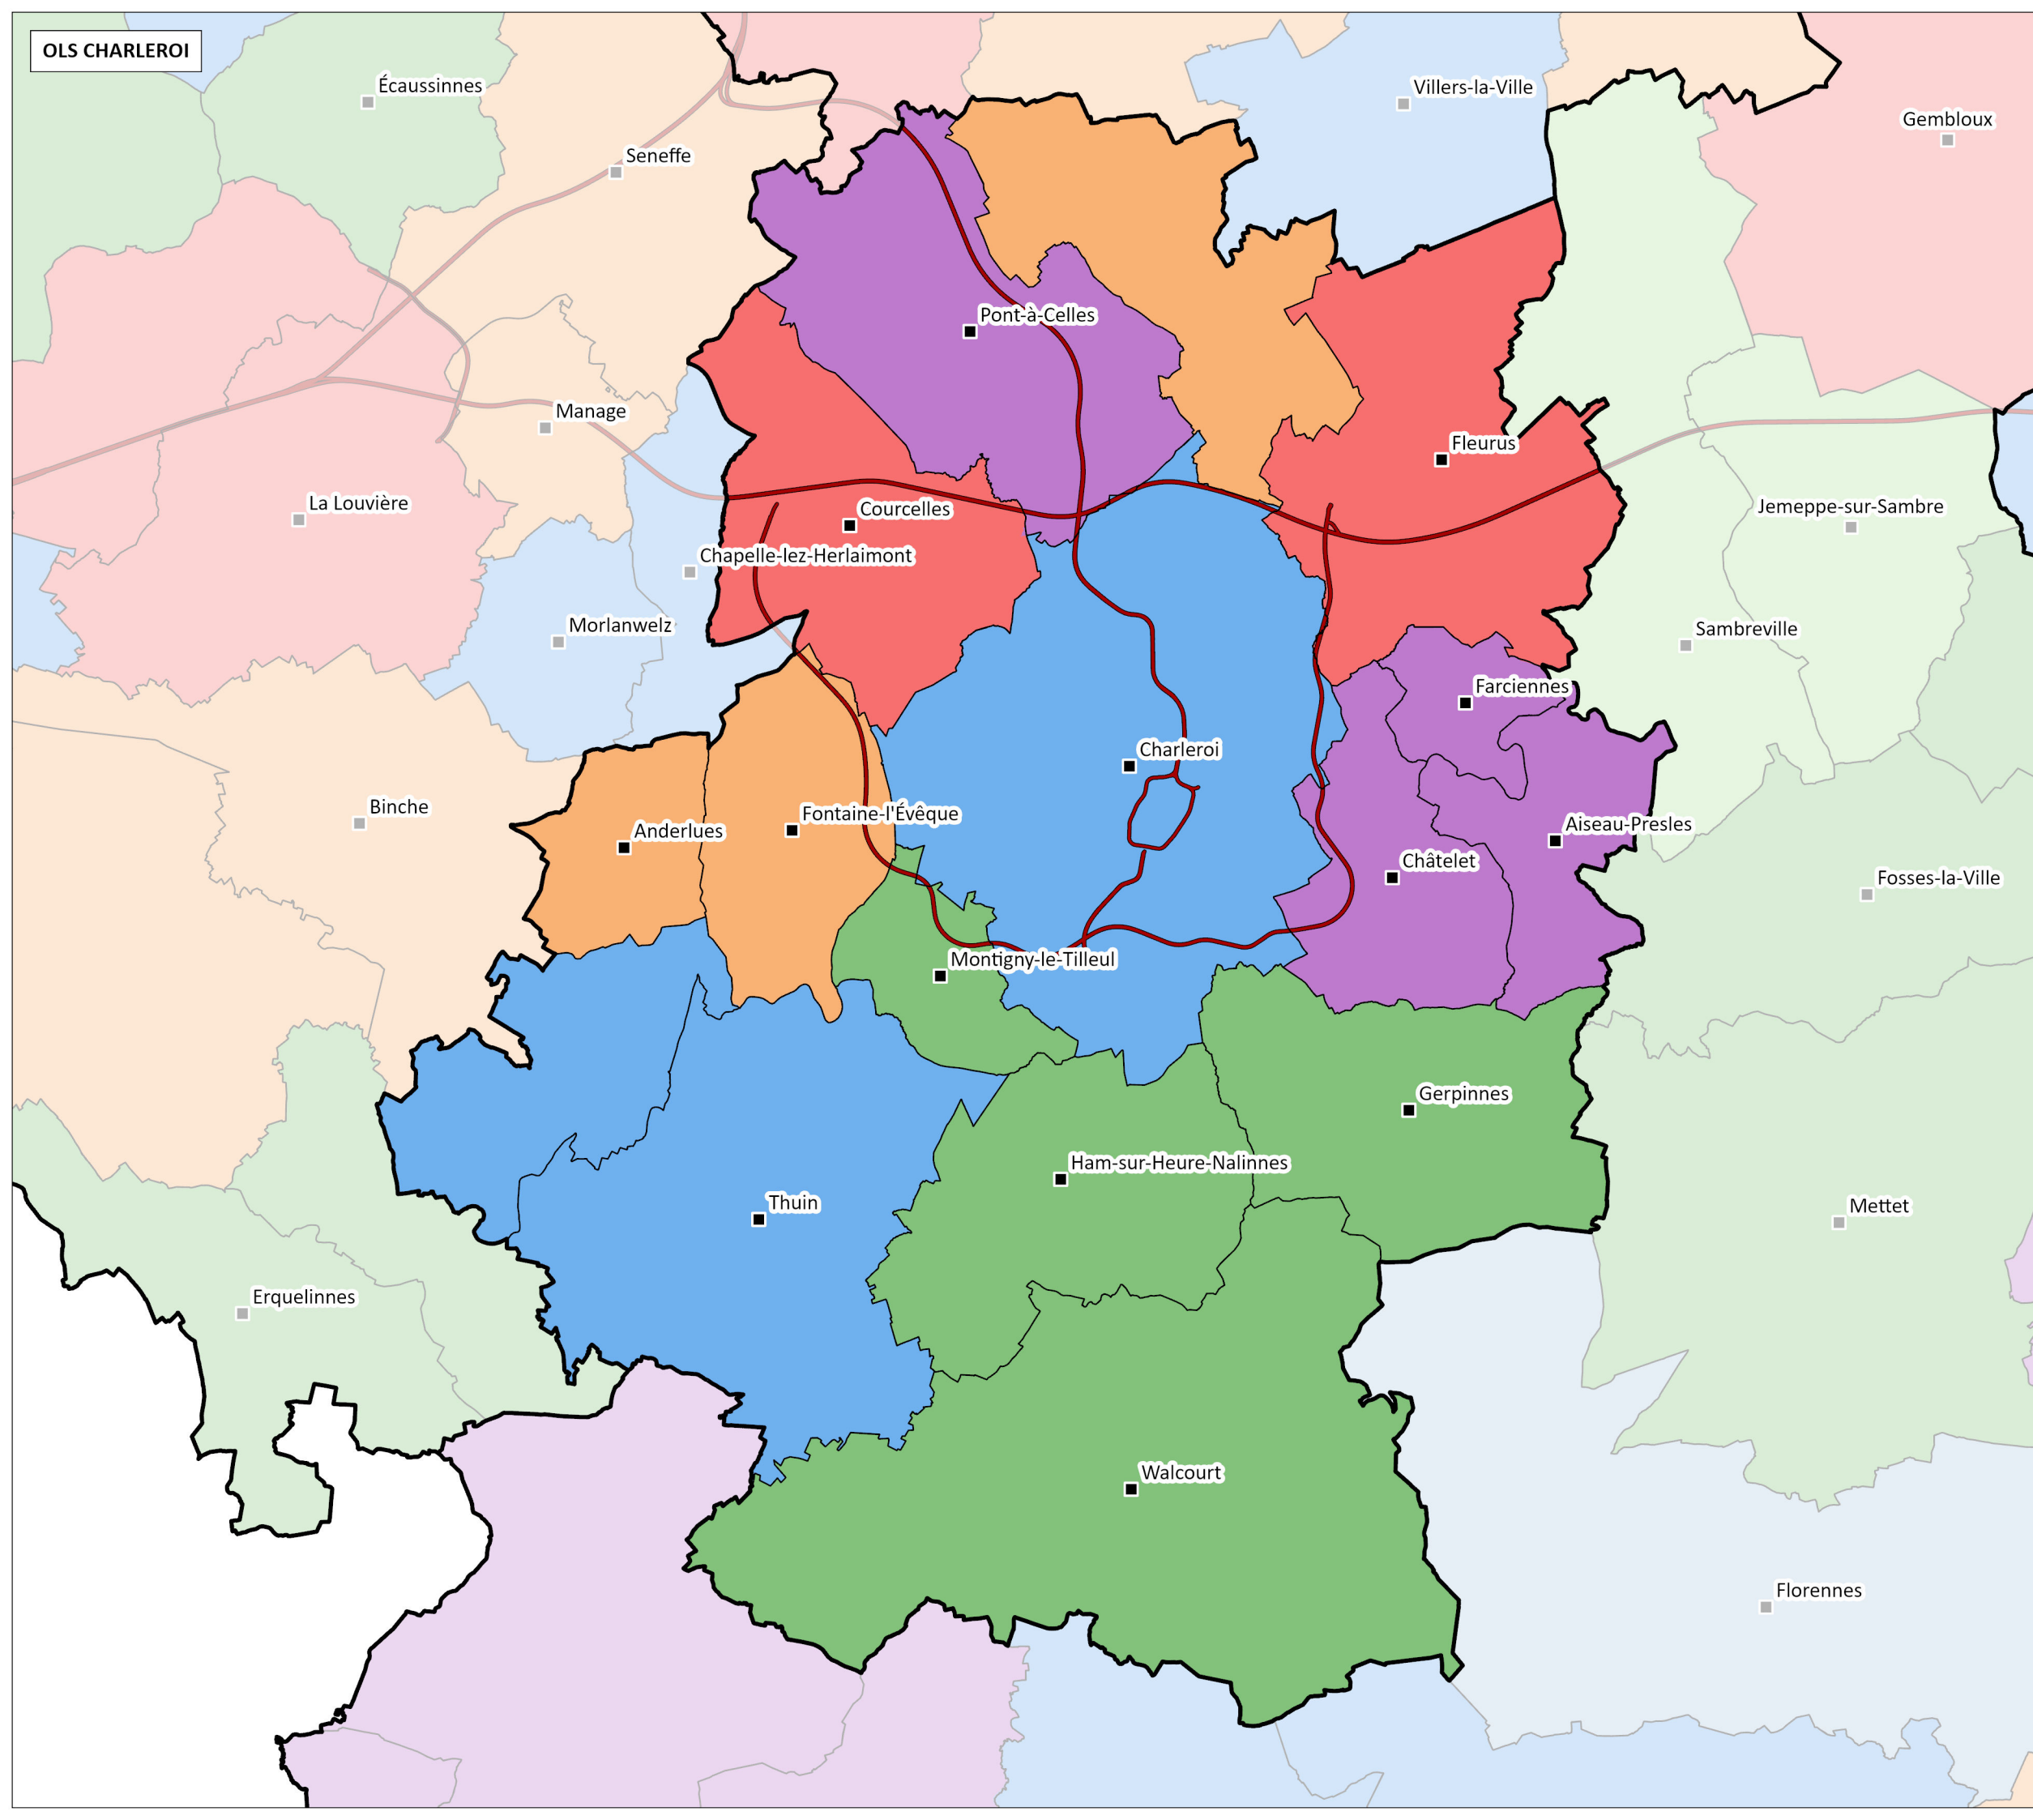 OLS CHARLEROI
Écaussinnes
Villers-la-Ville
Gembloux
Seneffe
Pont-à-Celles
Manage
Fleurus
La Louvière
Courcelles
Jemeppe-sur-Sambre
Chapelle-lez-Herlaimont
Morlanwelz
Sambreville
Farciennes
Charleroi
Binche
Fontaine-l'Évêque
Anderlues
Aiseau-Presles
Châtelet
Fosses-la-Ville
Montigny-le-Tilleul
Gerpinnes
Ham-sur-Heure-Nalinnes
Thuin
Mettet
Erquelinnes
Walcourt
Florennes